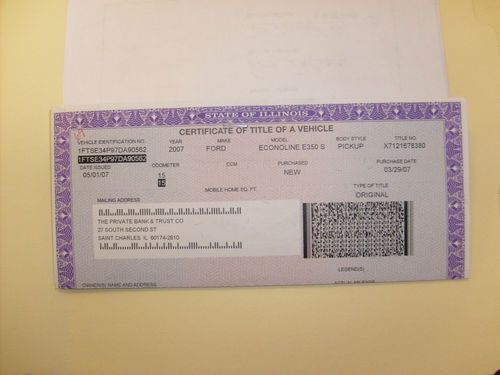 STATE OF ILLINOIS
CERTIFICATE OF TITLE OF A VEHICLE
VEHICLE IDENTIFICATION NO. YEAR MAKE MODEL BODY STYLE TITLE NO.
1FTSE34P97DA90562 2007 FORD ECONOLINE E350 S PICKUP X7121678380
1FTSE34P97DA90562
DATE ISSUED ODOMETER CCM PURCHASED PURCHASE DATE
05/01/07 15 NEW 03/29/07
15
MOBILE HOME SQ. FT. TYPE OF TITLE
ORIGINAL
MAILING ADDRESS
THE PRIVATE BANK & TRUST CO
27 SOUTH SECOND ST
SAINT CHARLES IL 60174-2810
LEGEND(S)
OWNER(S) NAME AND ADDRESS ACTUAL MILEAGE